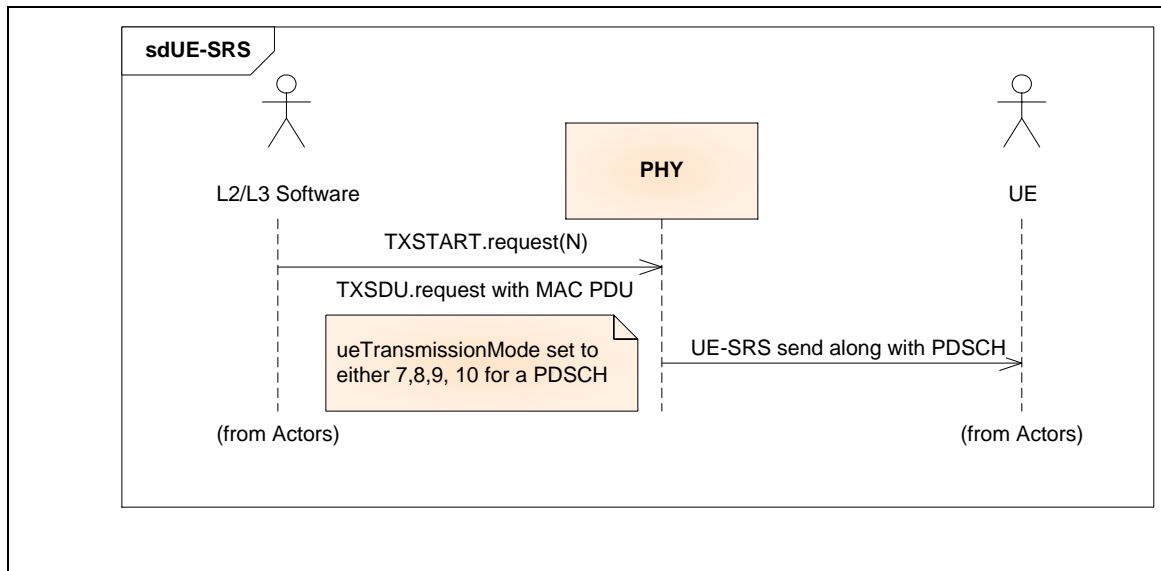 sdUE-SRS
L2/L3 Software
PHY
UE
TXSTART.request(N)
TXSDU.request with MAC PDU
ueTransmissionMode set to
either 7,8,9, 10 for a PDSCH
UE-SRS send along with PDSCH
(from Actors)
(from Actors)